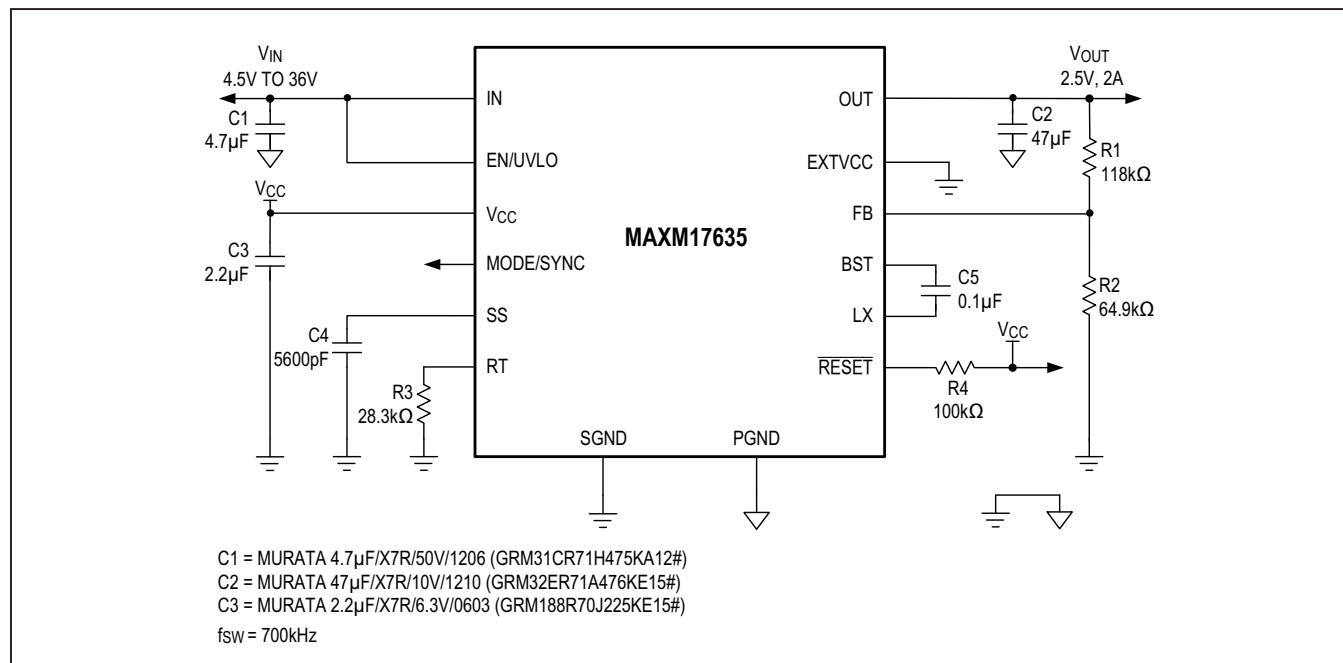 VIN
4.5V TO 36V
C1
4.7µF
VCC
C3
2.2µF
C4
5600pF
R3
28.3kΩ
IN
EN/UVLO
VCC
MODE/SYNC
SS
RT
MAXM17635
SGND
PGND
OUT
EXTVCC
FB
BST
LX
RESET
VOUT
2.5V, 2A
C2
47µF
R1
118kΩ
C5
0.1µF
R2
64.9kΩ
VCC
R4
100kΩ
C1 = MURATA 4.7µF/X7R/50V/1206 (GRM31CR71H475KA12#)
C2 = MURATA 47µF/X7R/10V/1210 (GRM32ER71A476KE15#)
C3 = MURATA 2.2µF/X7R/6.3V/0603 (GRM188R70J225KE15#)
fSW = 700kHz